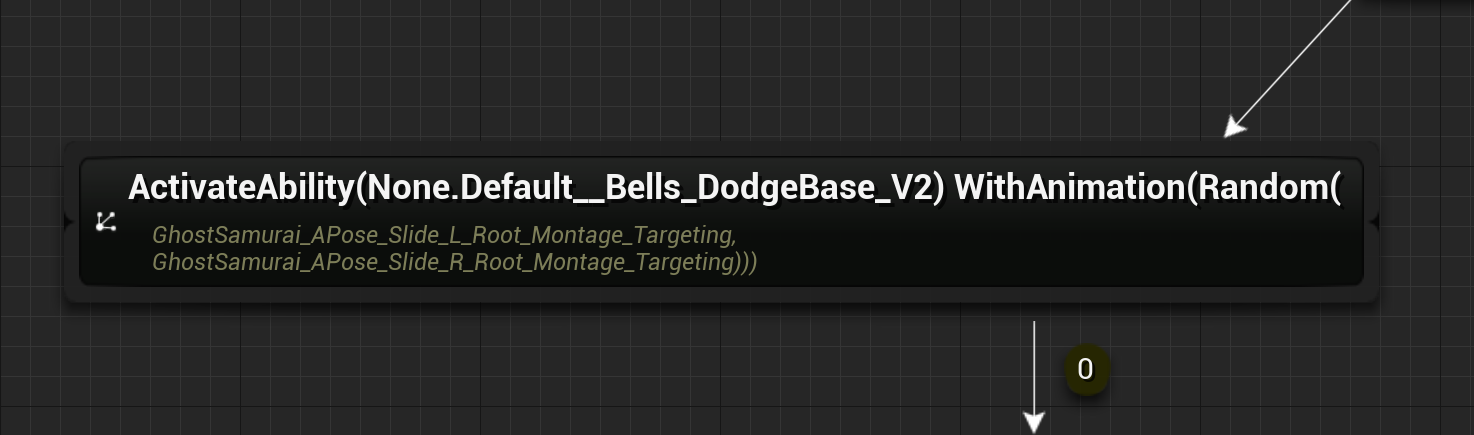 ActivateAbility(None.Default__Bells_DodgeBase_V2) WithAnimation(Random(
GhostSamurai_APose_Slide_L_Root_Montage_Targeting,
GhostSamurai_APose_Slide_R_Root_Montage_Targeting)))
0